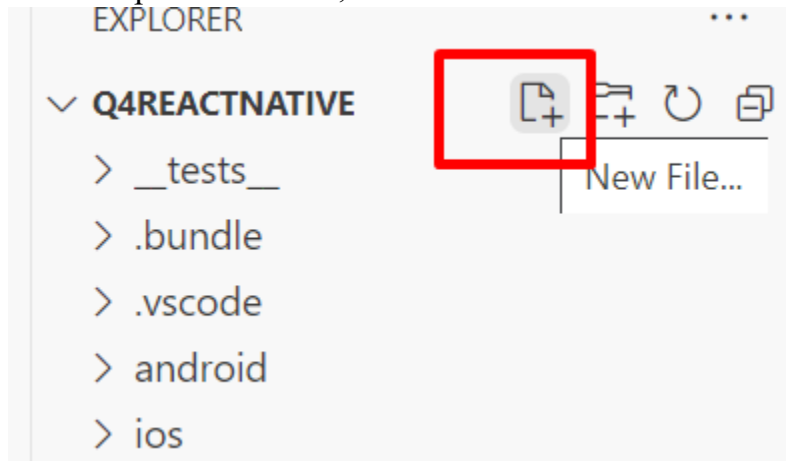 EXPLORER ...
Q4REACTNATIVE
__tests__
New File...
.bundle
.vscode
android
ios